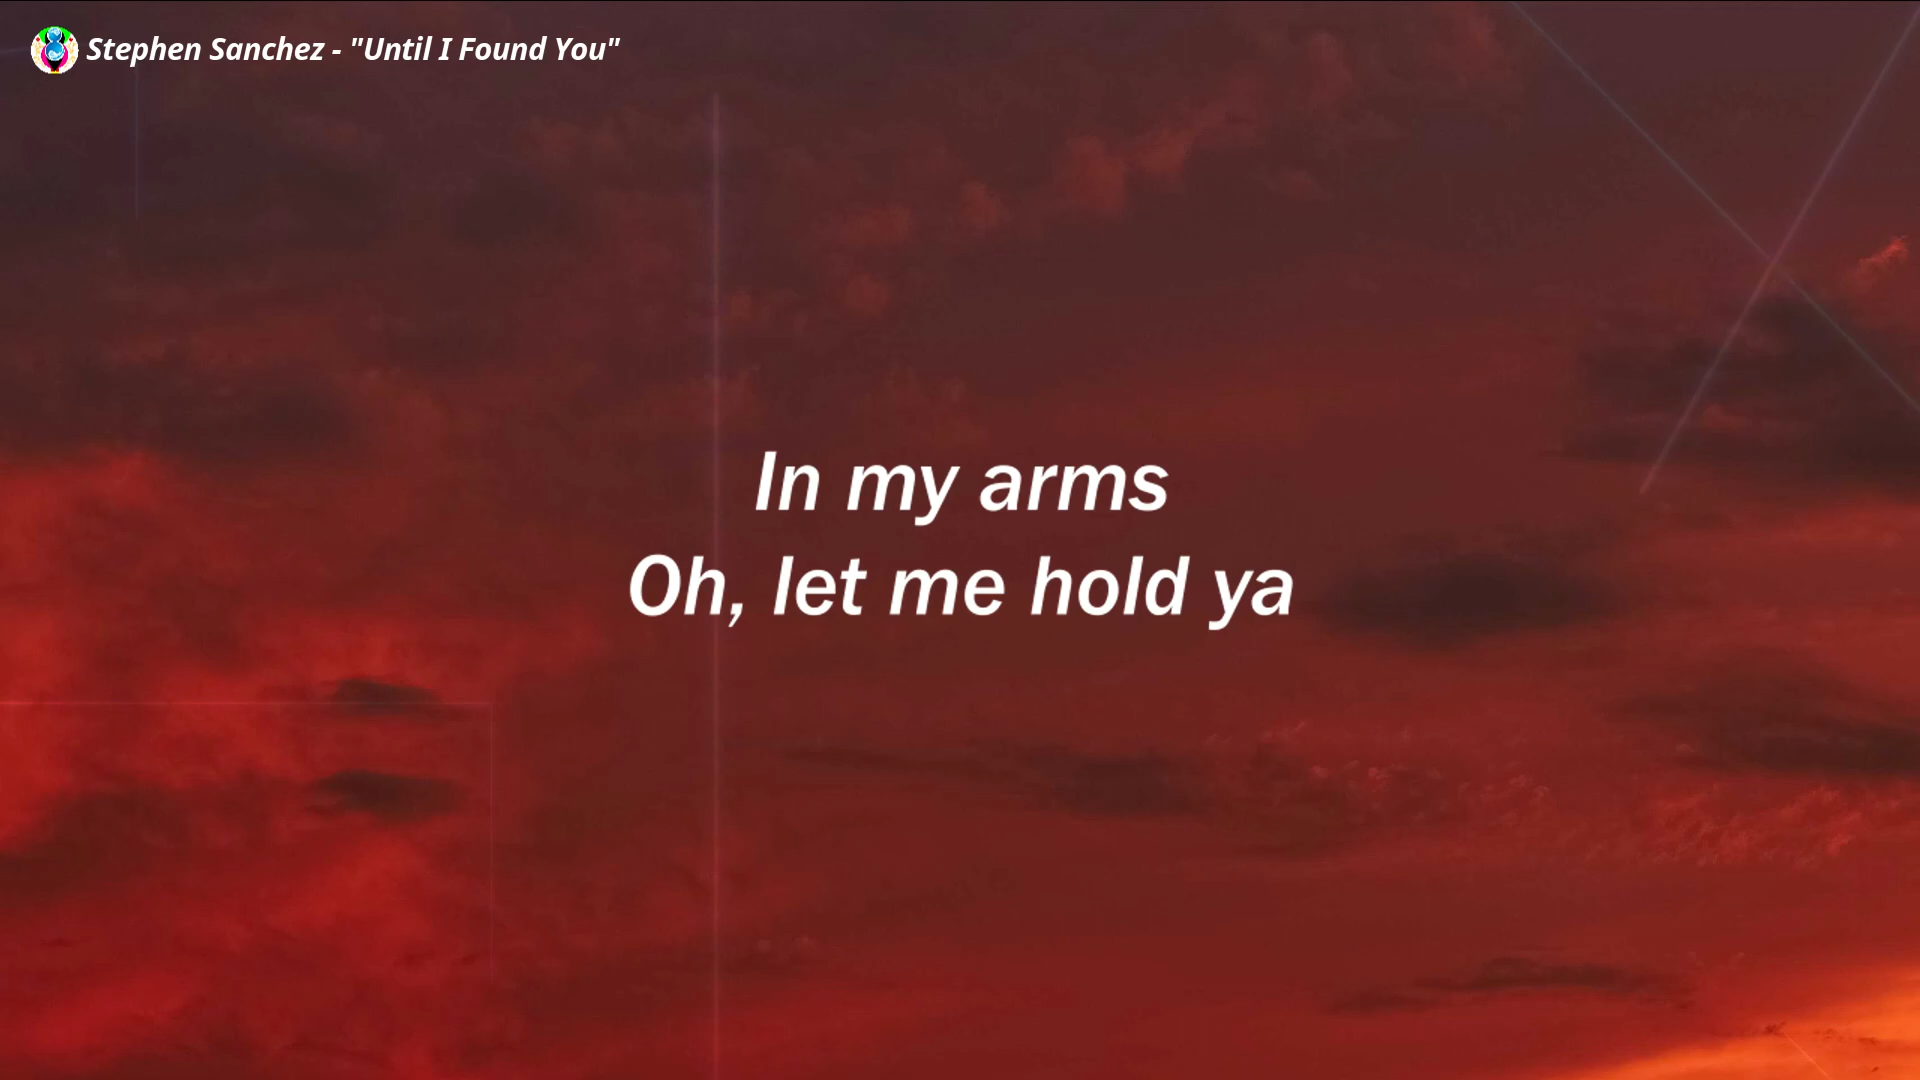 Stephen Sanchez - "Until I Found You"
In my arms
Oh, let me hold ya